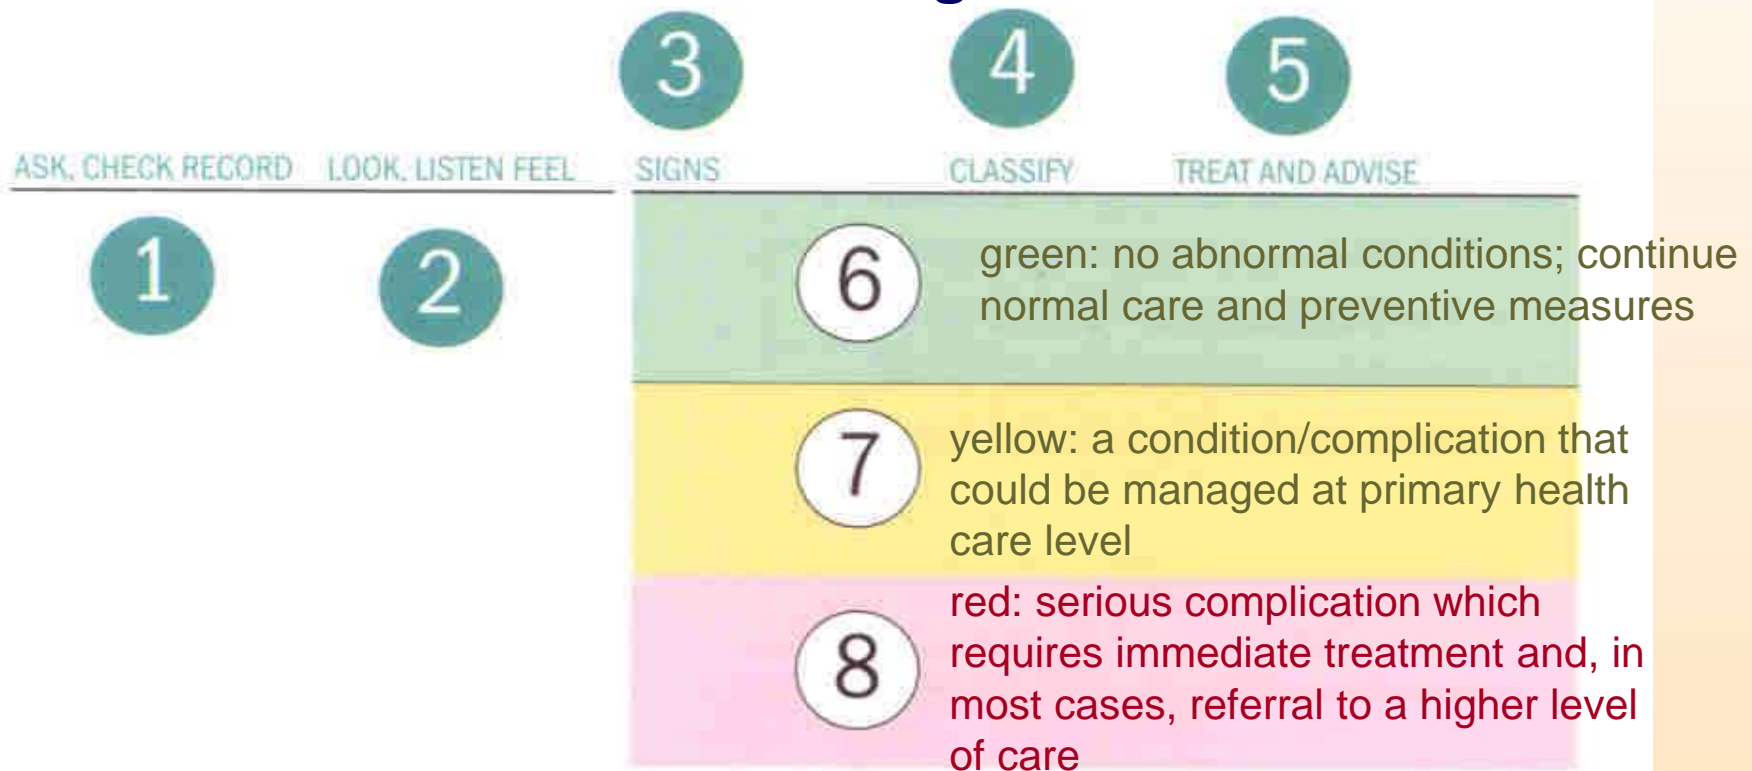 3 4 5
ASK, CHECK RECORD LOOK, LISTEN FEEL SIGNS CLASSIFY TREAT AND ADVISE
1 2
6
green: no abnormal conditions; continue
normal care and preventive measures
7
yellow: a condition/complication that
could be managed at primary health
care level
8
red: serious complication which
requires immediate treatment and, in
most cases, referral to a higher level
of care